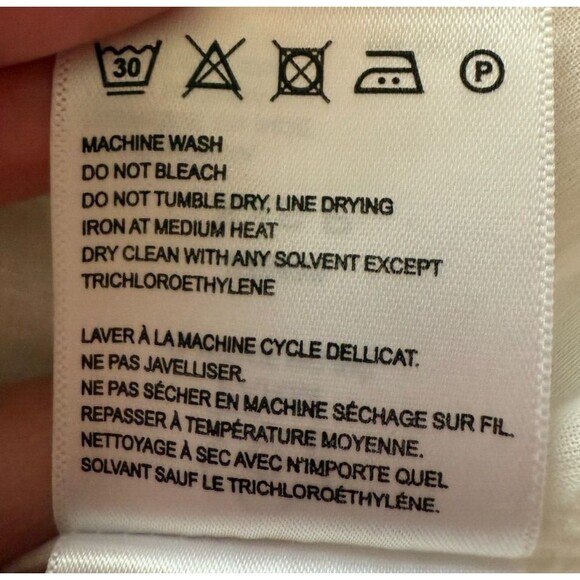 30 P
MACHINE WASH
DO NOT BLEACH
DO NOT TUMBLE DRY, LINE DRYING
IRON AT MEDIUM HEAT
DRY CLEAN WITH ANY SOLVENT EXCEPT
TRICHLOROETHYLENE
LAVER À LA MACHINE CYCLE DELLICAT.
NE PAS JAVELLISER.
NE PAS SÉCHER EN MACHINE SÉCHAGE SUR FIL.
REPASSER À TEMPÉRATURE MOYENNE.
NETTOYAGE À SEC AVEC N'IMPORTE QUEL
SOLVANT SAUF LE TRICHLOROÉTHYLÉNE.